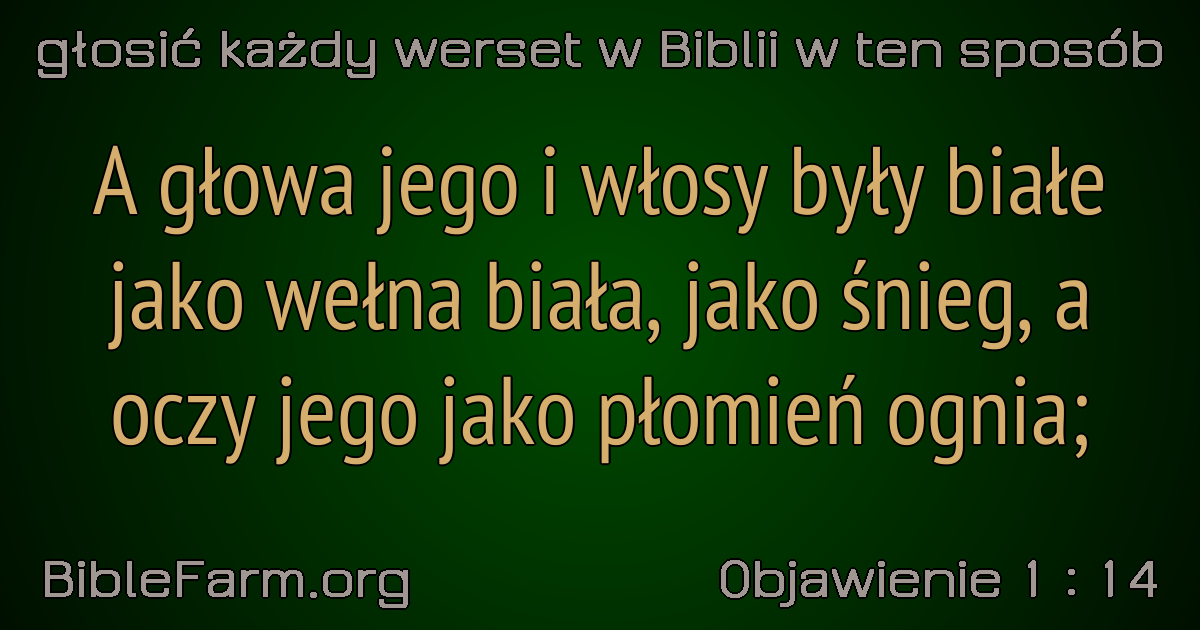 głosić każdy werset w Biblii w ten sposób
A głowa jego i włosy były białe
jako wełna biała, jako śnieg, a
oczy jego jako płomień ognia;
BibleFarm.org
Objawienie 1 : 14